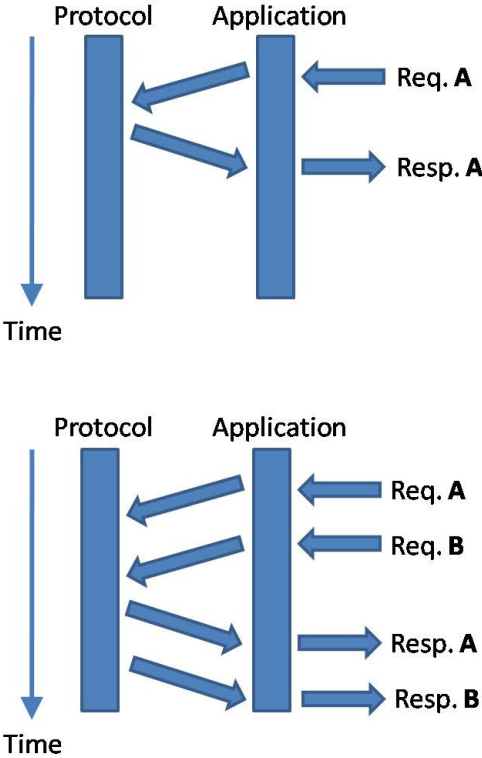 Protocol Application
Req. A
Resp. A
Time
Protocol Application
Req. A
Req. B
Resp. A
Resp. B
Time